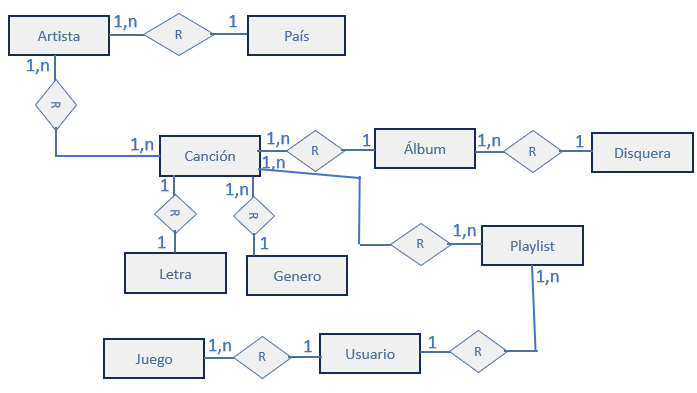 1,n
1
Artista
R
País
1,n
R
1,n
1,n
1
1,n
Canción
R
Álbum
R
Disquera
1,n
1
1,n
R
R
1,n
1
1
R
Playlist
Letra
Genero
1,n
1,n
1
1
Juego
R
Usuario
R